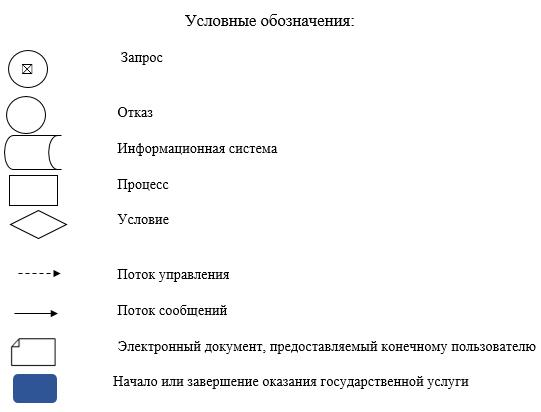 Условные обозначения:
Запрос
Отказ
Информационная система
Процесс
Условие
Поток управления
Поток сообщений
Электронный документ, предоставляемый конечному пользователю
Начало или завершение оказания государственной услуги